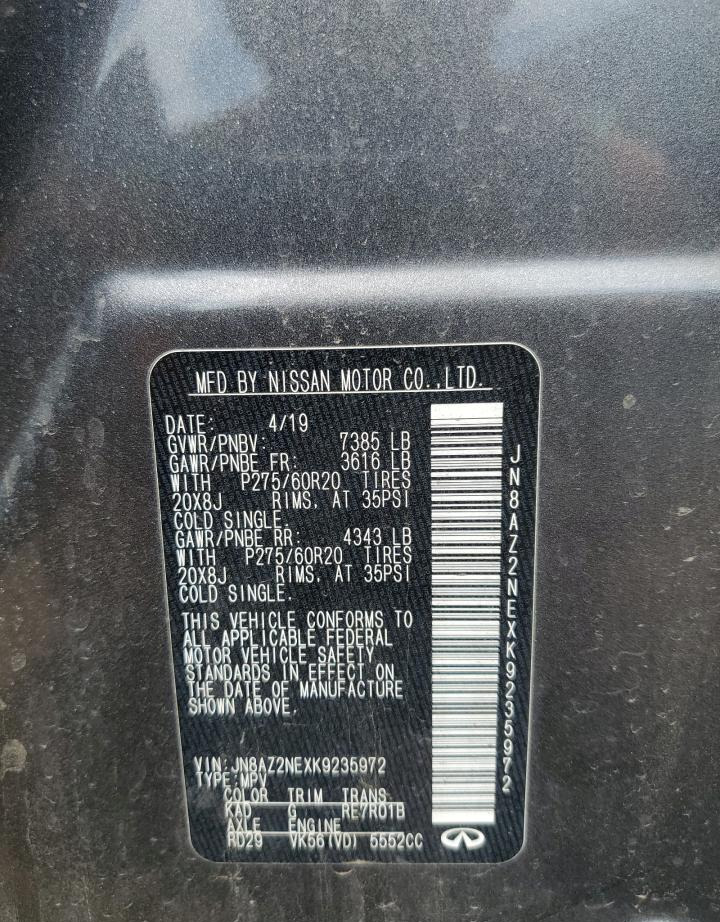 MFD BY NISSAN MOTOR CO.,LTD.
DATE: 4/19
GVWR/PNBV: 7385 LB
GAWR/PNBE FR: 3616 LB
WITH P275/60R20 TIRES
20X8J RIMS, AT 35PSI
COLD SINGLE.
GAWR/PNBE RR: 4343 LB
WITH P275/60R20 TIRES
20X8J RIMS, AT 35PSI
COLD SINGLE.
THIS VEHICLE CONFORMS TO
ALL APPLICABLE FEDERAL
MOTOR VEHICLE SAFETY
STANDARDS IN EFFECT ON
THE DATE OF MANUFACTURE
SHOWN ABOVE.
VIN:JN8AZ2NEXK9235972
TYPE:MPV
COLOR TRIM TRANS
KAD G RE7R01B
AXLE ENGINE
RD29 VK56(VD) 5552CC
JN8AZ2NEXK9235972